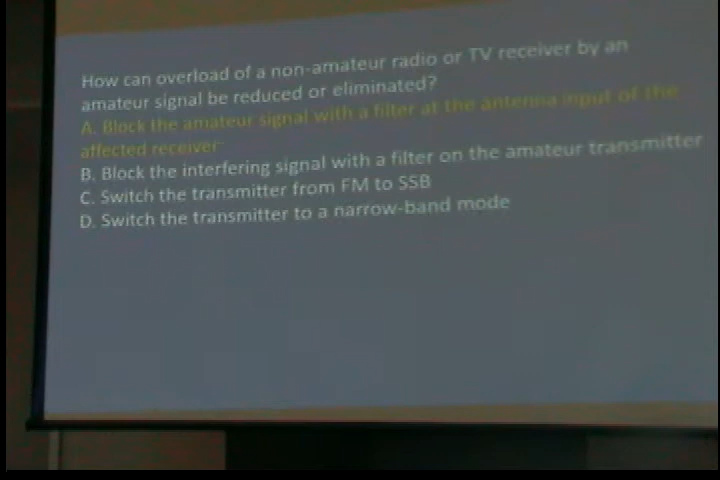 How can overload of a non-amateur radio or TV receiver by an
amateur signal be reduced or eliminated?
A. Block the amateur signal with a filter at the antenna input of the
affected receiver
B. Block the interfering signal with a filter on the amateur transmitter
C. Switch the transmitter from FM to SSB
D. Switch the transmitter to a narrow-band mode